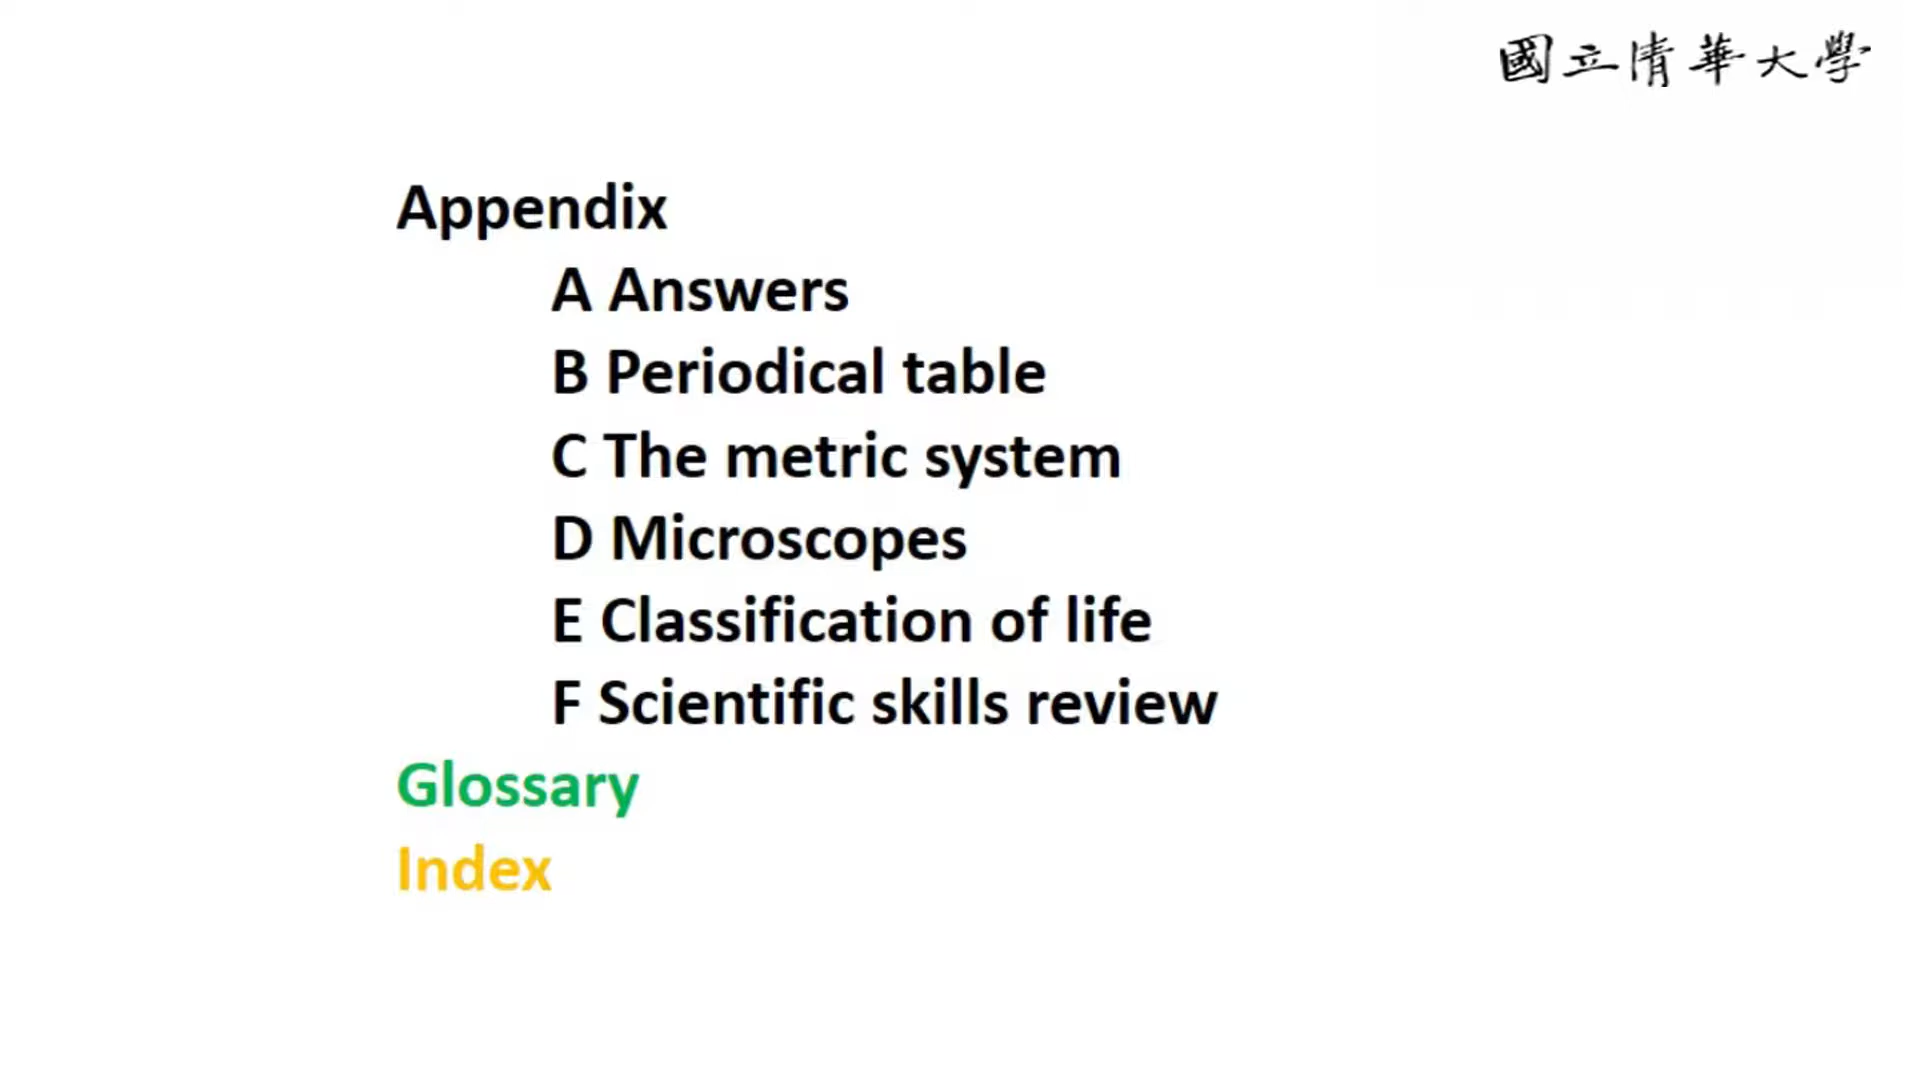 國立清華大學
Appendix
A Answers
B Periodical table
C The metric system
D Microscopes
E Classification of life
F Scientific skills review
Glossary
Index